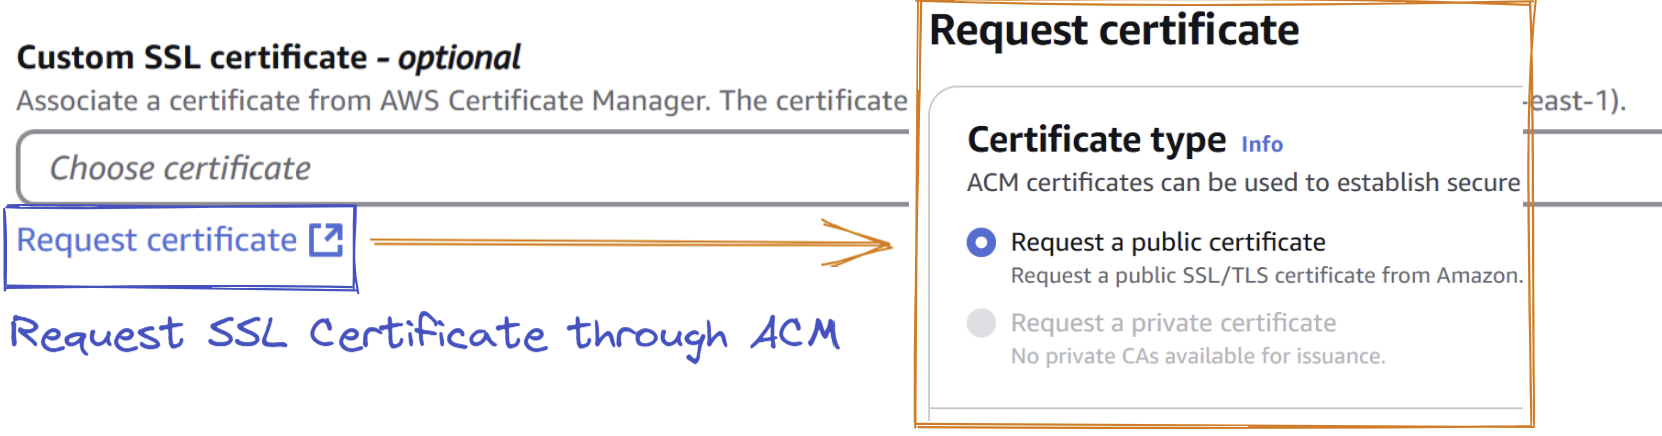 Custom SSL certificate - optional
Associate a certificate from AWS Certificate Manager. The certificate
-east-1).
Choose certificate
Request certificate
Request SSL Certificate through ACM
Request certificate
Certificate type Info
ACM certificates can be used to establish secure
Request a public certificate
Request a public SSL/TLS certificate from Amazon.
Request a private certificate
No private CAs available for issuance.